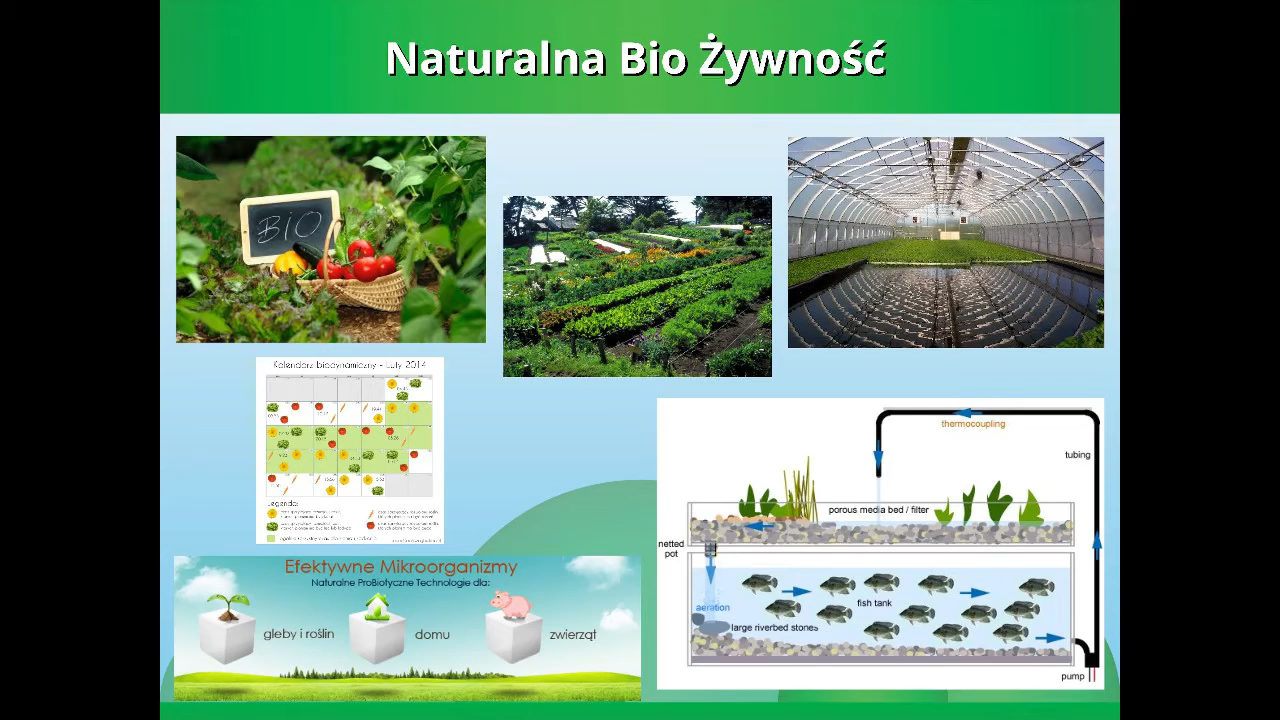 Naturalna Bio Żywność
BIO
Kalendarz biodynamiczny - Luty 2014
Legenda:
Efektywne Mikroorganizmy
Naturalne ProBiotyczne Technologie dla:
gleby i roślin
domu
zwierząt
thermocoupling
tubing
porous media bed / filter
netted
pot
aeration
fish tank
large riverbed stones
pump